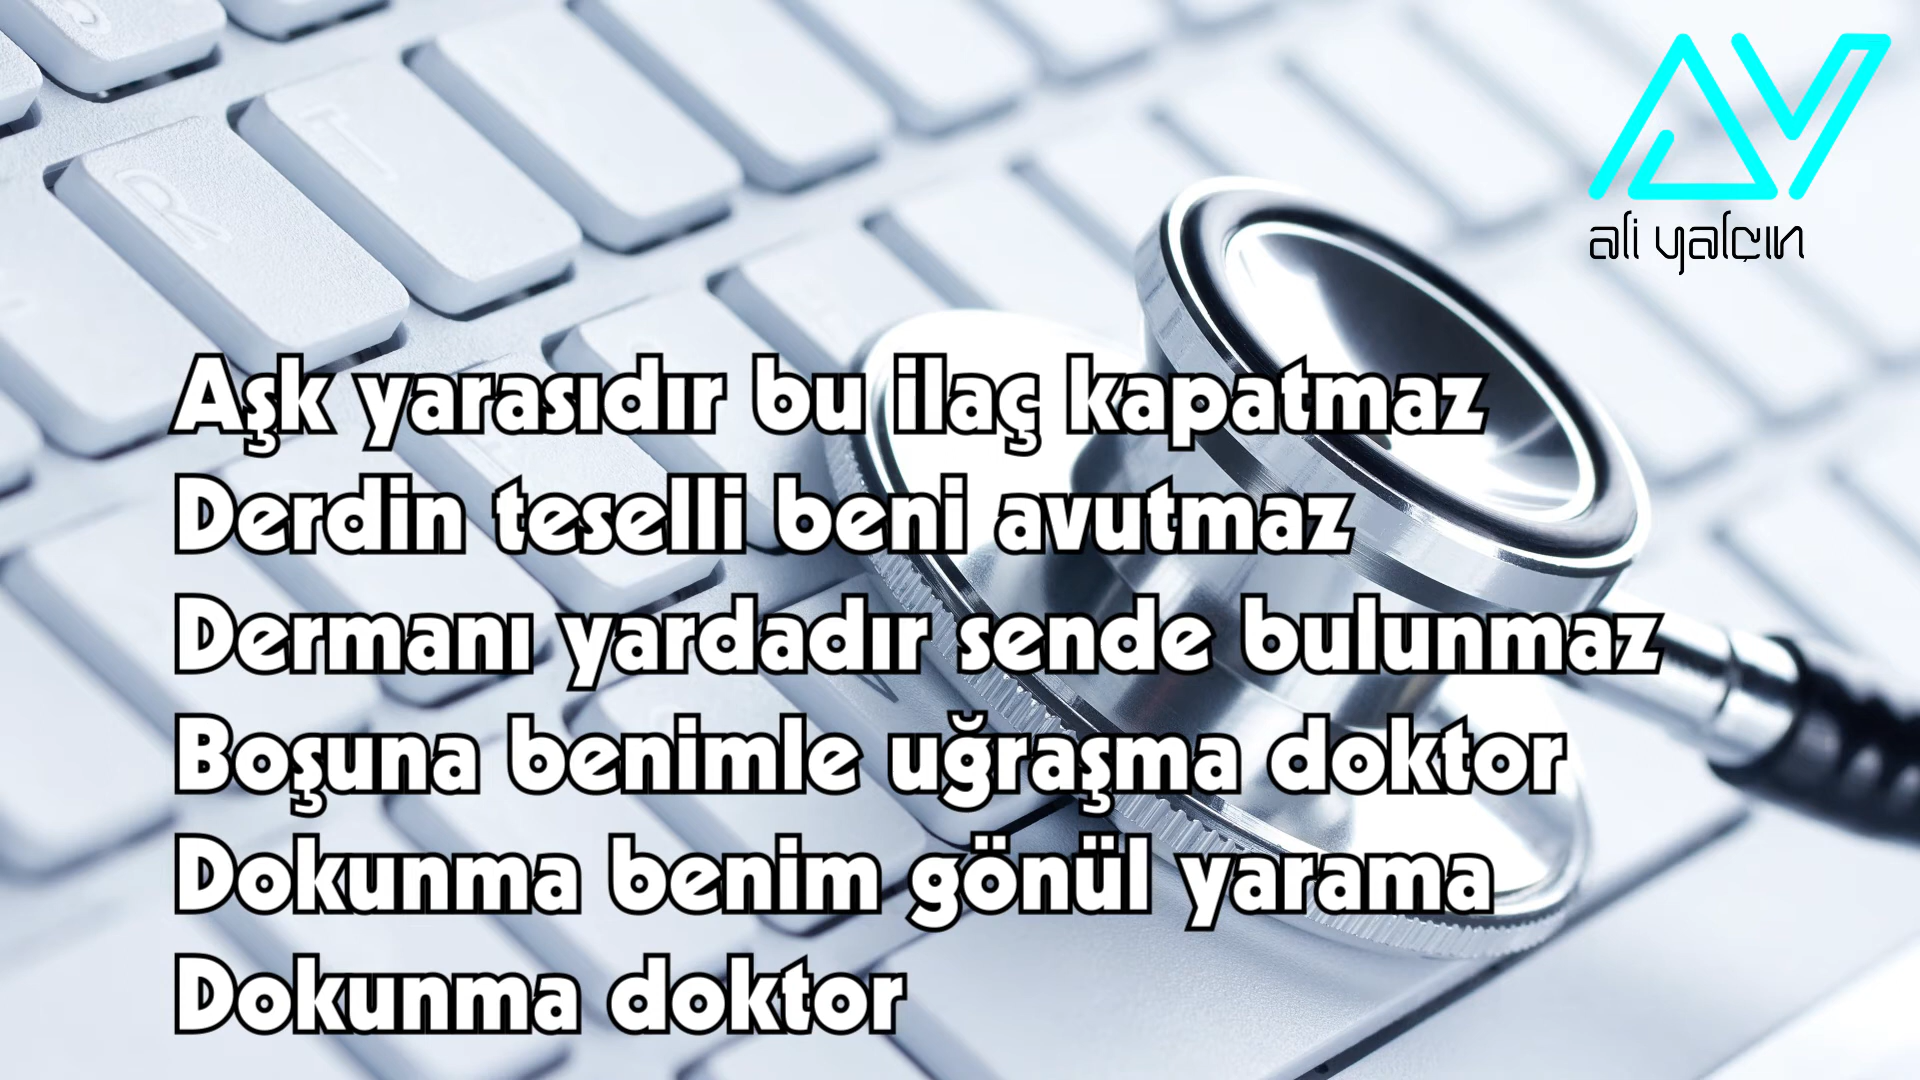 ali yalçın
Aşk yarasıdır bu ilaç kapatmaz
Derdin teselli beni avutmaz
Dermanı yardadır sende bulunmaz
Boşuna benimle uğraşma doktor
Dokunma benim gönül yarama
Dokunma doktor
R
T